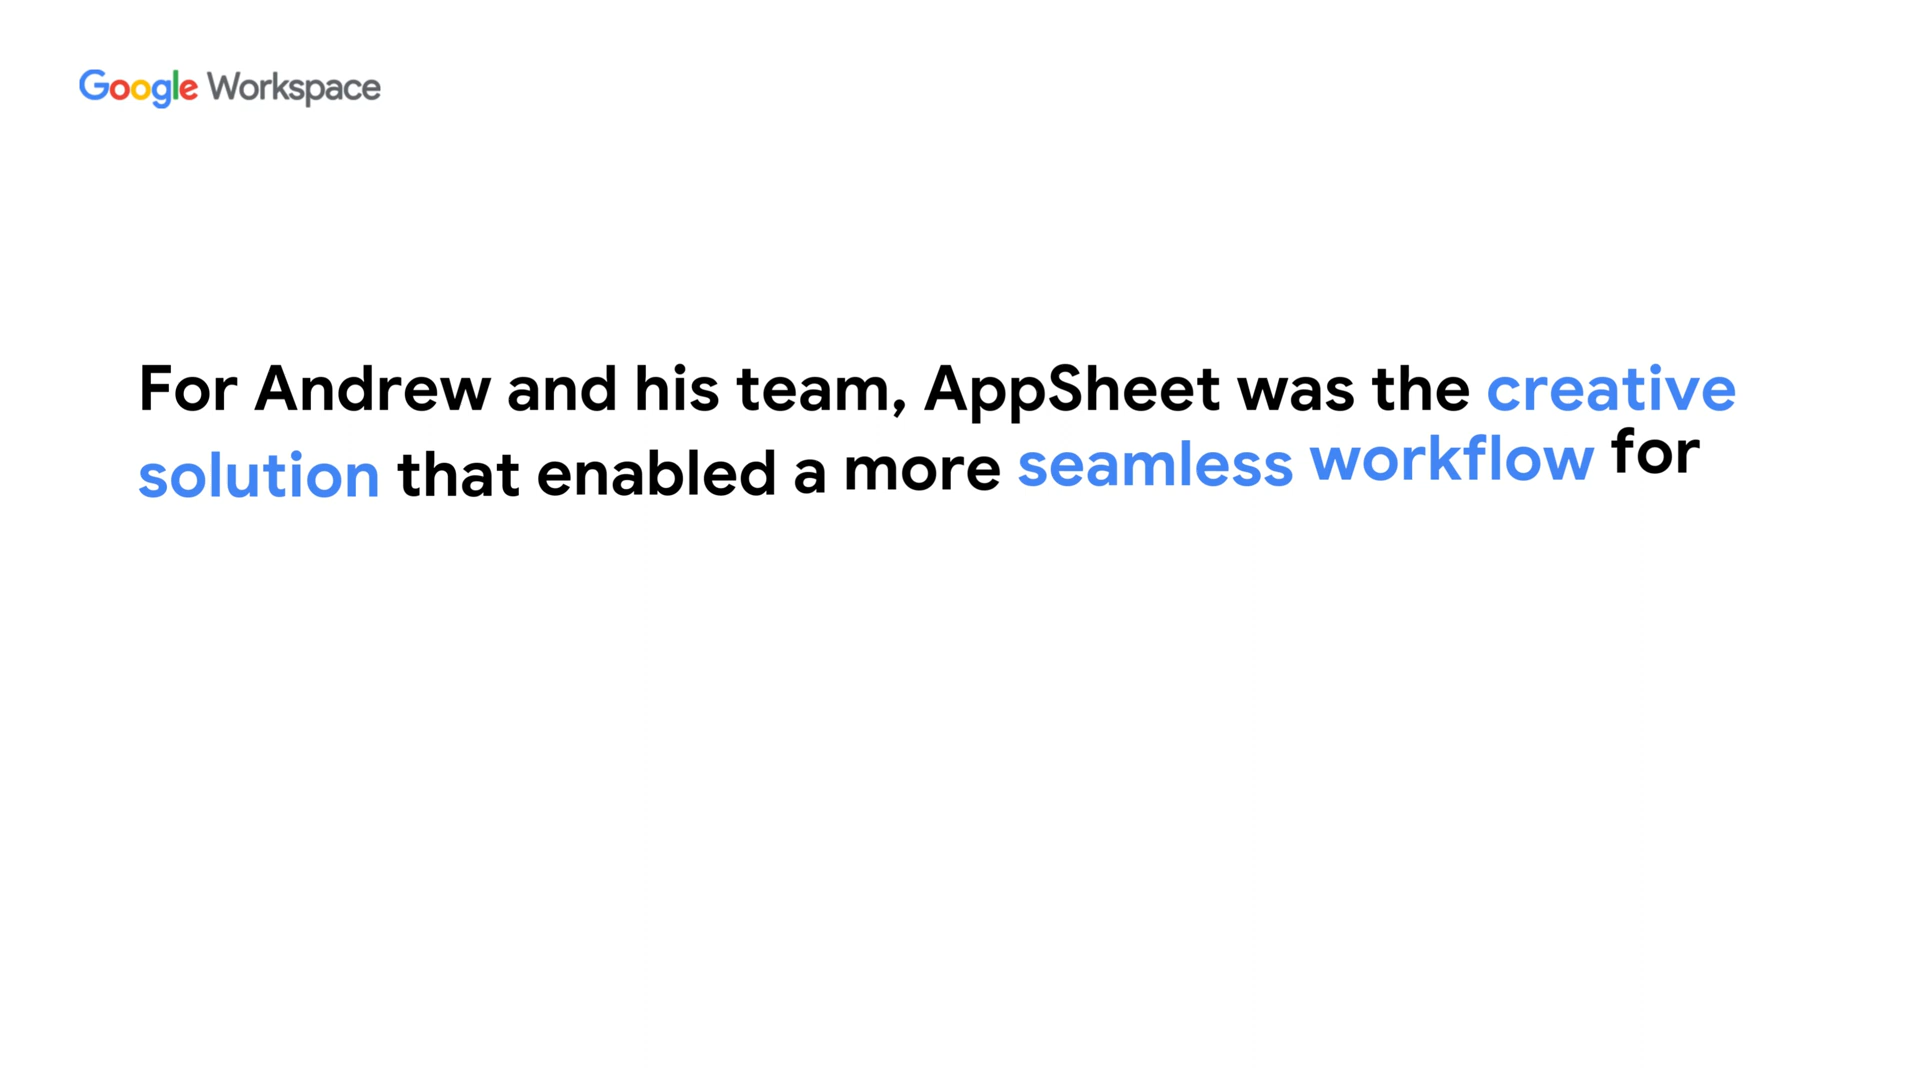 Google Workspace
For Andrew and his team, AppSheet was the creative
solution that enabled a more seamless workflow for